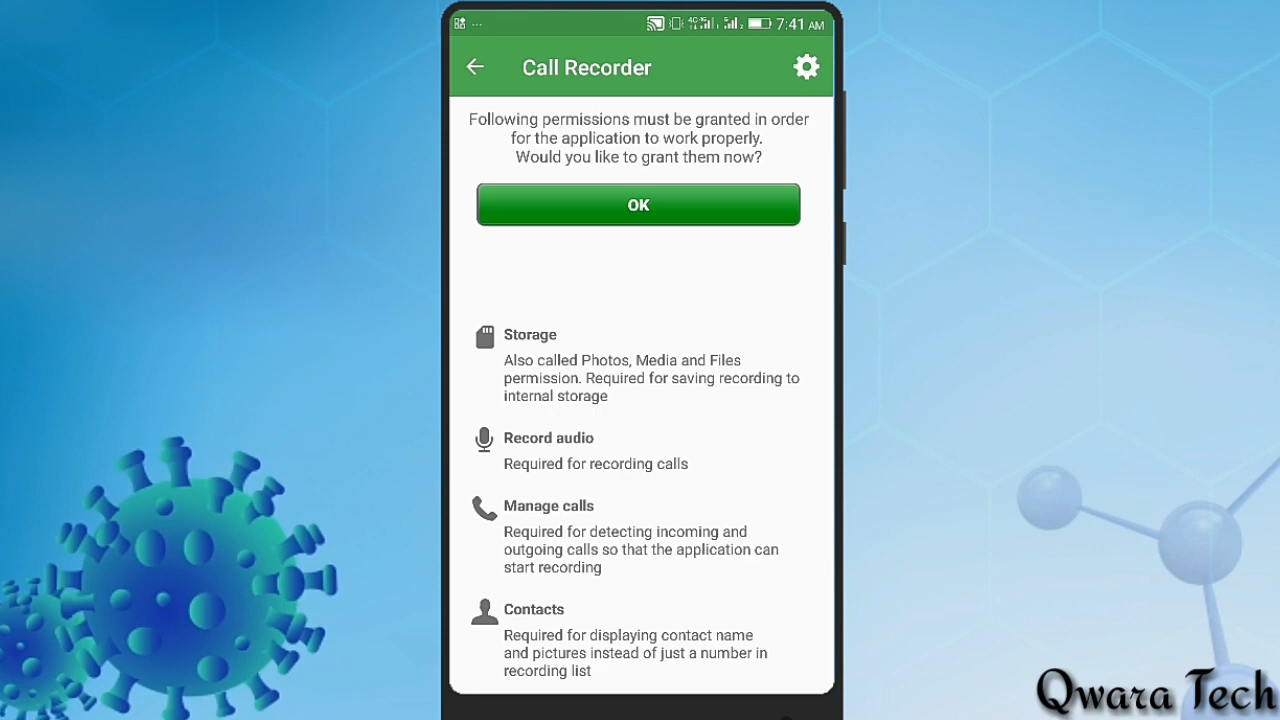 7:41 AM
Call Recorder
Following permissions must be granted in order
for the application to work properly.
Would you like to grant them now?
OK
Storage
Also called Photos, Media and Files
permission. Required for saving recording to
internal storage
Record audio
Required for recording calls
Manage calls
Required for detecting incoming and
outgoing calls so that the application can
start recording
Contacts
Required for displaying contact name
and pictures instead of just a number in
recording list
Qwara Tech